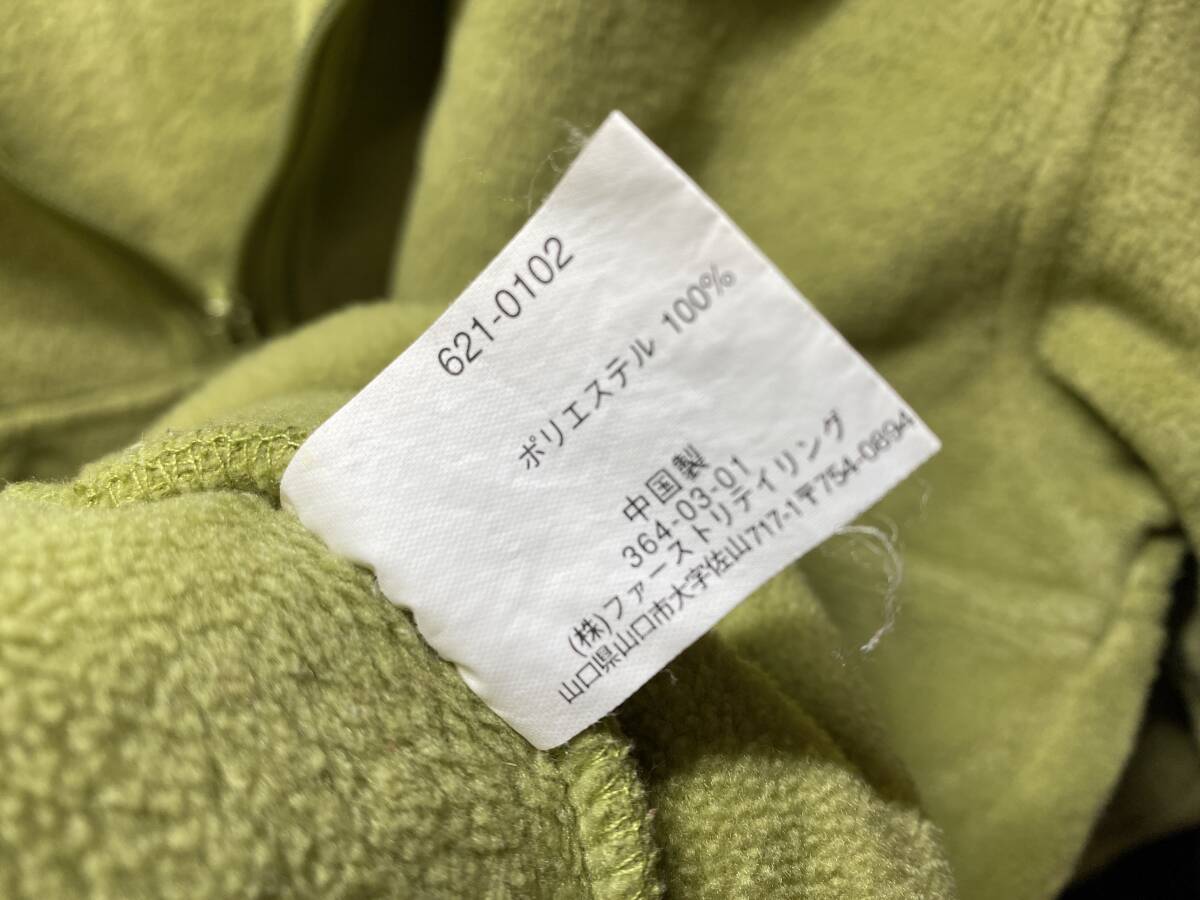 621-0102
ポリエステル 100%
中国製
364-03-01
(株)ファーストリテイリング
山口県山口市大字佐山717-1〒754-0894